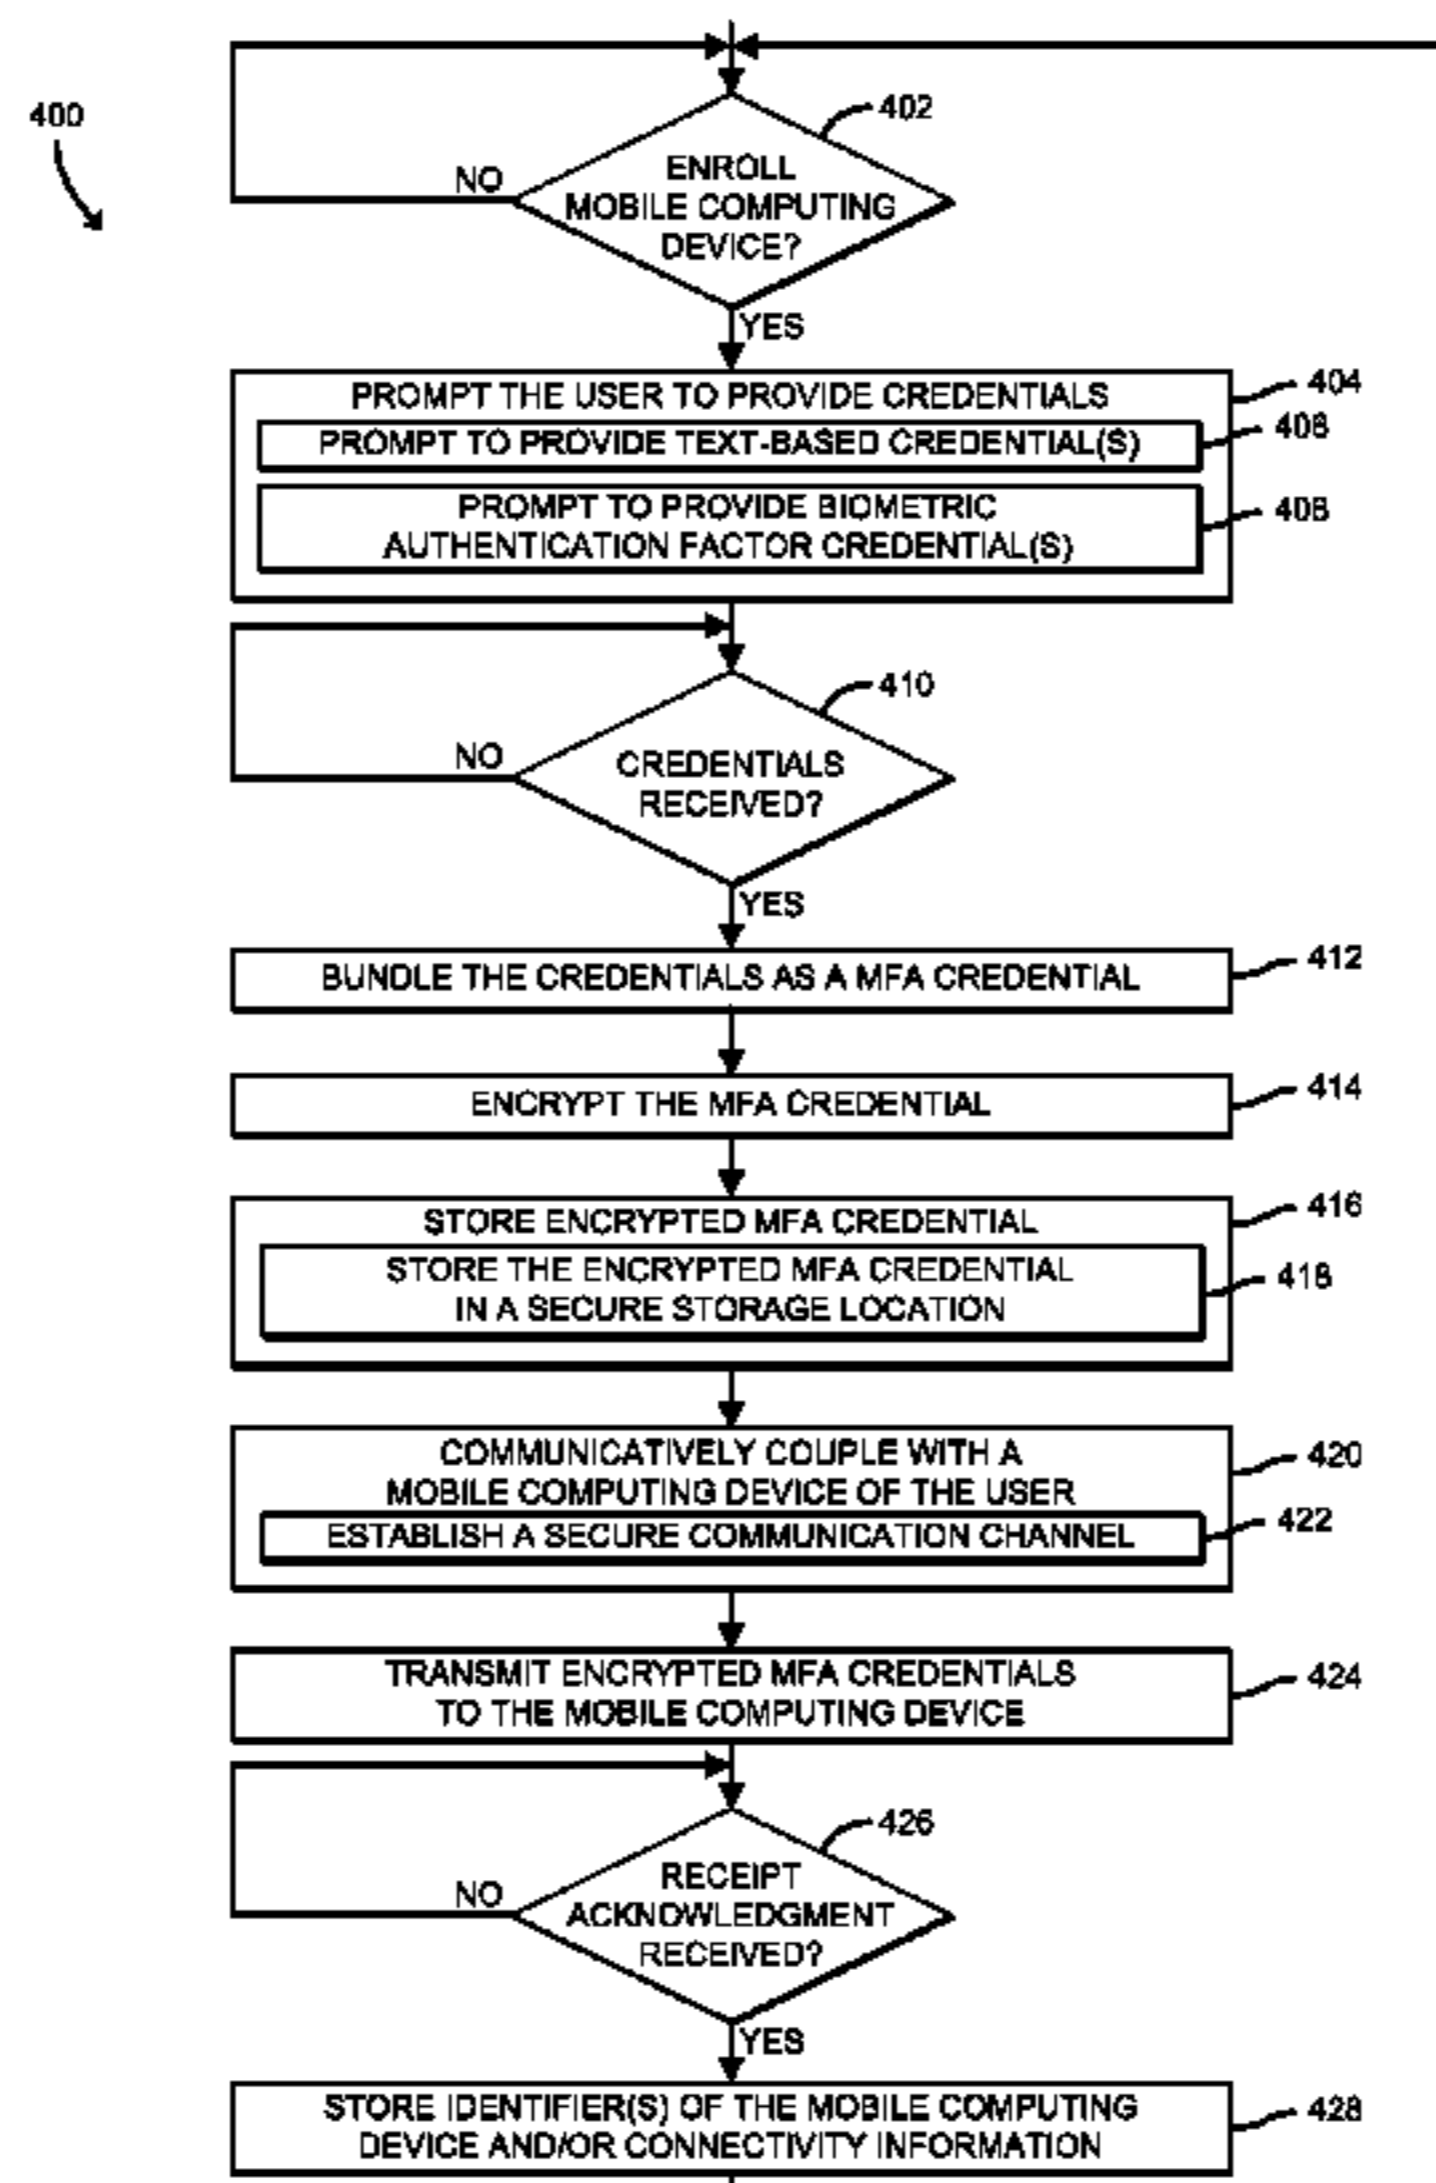 400
402
ENROLL
MOBILE COMPUTING
DEVICE?
NO
YES
PROMPT THE USER TO PROVIDE CREDENTIALS
404
PROMPT TO PROVIDE TEXT-BASED CREDENTIAL(S)
406
PROMPT TO PROVIDE BIOMETRIC
AUTHENTICATION FACTOR CREDENTIAL(S)
408
410
CREDENTIALS
RECEIVED?
NO
YES
BUNDLE THE CREDENTIALS AS A MFA CREDENTIAL
412
ENCRYPT THE MFA CREDENTIAL
414
STORE ENCRYPTED MFA CREDENTIAL
416
STORE THE ENCRYPTED MFA CREDENTIAL
IN A SECURE STORAGE LOCATION
418
COMMUNICATIVELY COUPLE WITH A
MOBILE COMPUTING DEVICE OF THE USER
420
ESTABLISH A SECURE COMMUNICATION CHANNEL
422
TRANSMIT ENCRYPTED MFA CREDENTIALS
TO THE MOBILE COMPUTING DEVICE
424
426
RECEIPT
ACKNOWLEDGMENT
RECEIVED?
NO
YES
STORE IDENTIFIER(S) OF THE MOBILE COMPUTING
DEVICE AND/OR CONNECTIVITY INFORMATION
428